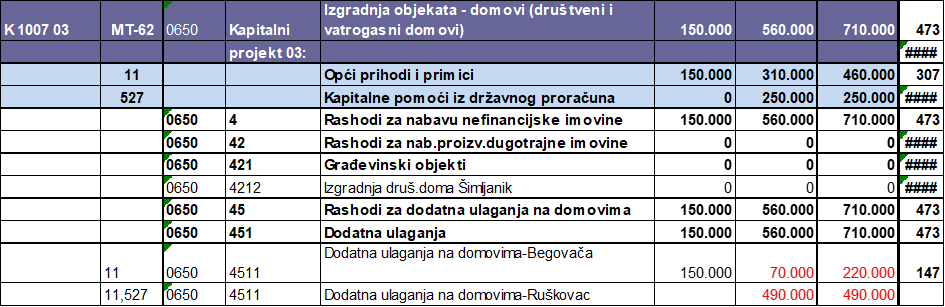 Izgradnja objekata - domovi (društveni i
K1007 03 MT-62 0650 Kapitalni vatrogasni domovi) 150.000 560.000 710.000 473
projekt 03: ####
11 Opći prihodi i primici 150.000 310.000 460.000 307
527 Kapitalne pomoći iz državnog proračuna 0 250.000 250.000 ####
0650 4 Rashodi za nabavu nefinancijske imovine 150.000 560.000 710.000 473
0650 42 Rashodi za nab.proizv.dugotrajne imovine 0 0 0 ####
0650 421 Građevinski objekti 0 0 0 ####
0650 4212 Izgradnja druš.doma Šimljanik 0 0 0 ####
0650 45 Rashodi za dodatna ulaganja na domovima 150.000 560.000 710.000 473
0650 451 Dodatna ulaganja 150.000 560.000 710.000 473
Dodatna ulaganja na domovima-Begovača
11 0650 4511 150.000 70.000 220.000 147
11,527 0650 4511 Dodatna ulaganja na domovima-Ruškovac 490.000 490.000